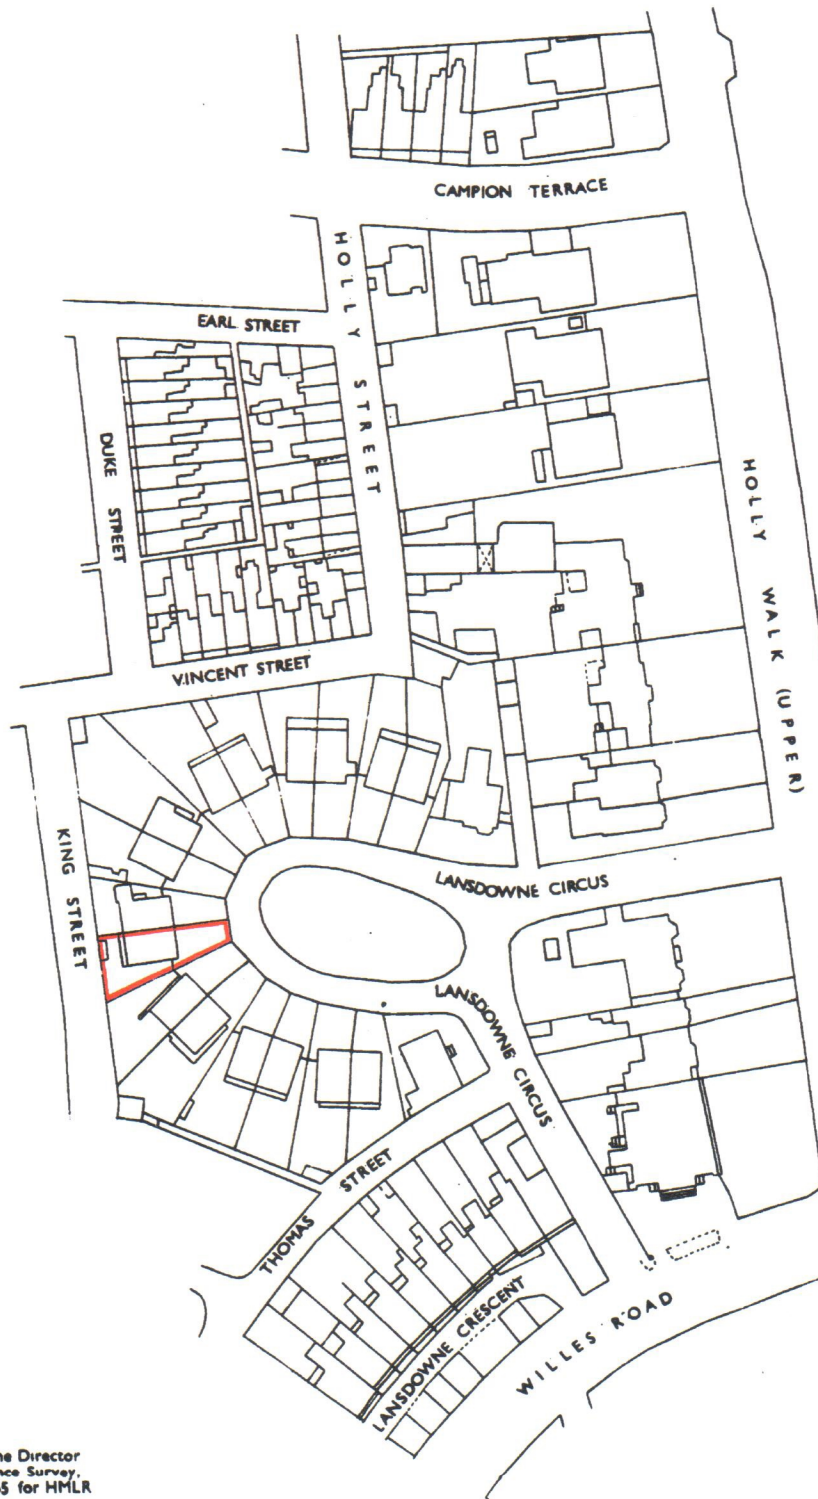 CAMPION TERRACE
HOLLY STREET
EARL STREET
DUKE STREET
HOLLY WALK (UPPER)
VINCENT STREET
KING STREET
LANSDOWNE CIRCUS
LANSDOWNE CIRCUS
THOMAS STREET
LANSDOWNE CRESCENT
WILLES ROAD
Director
Survey,
for HMLR